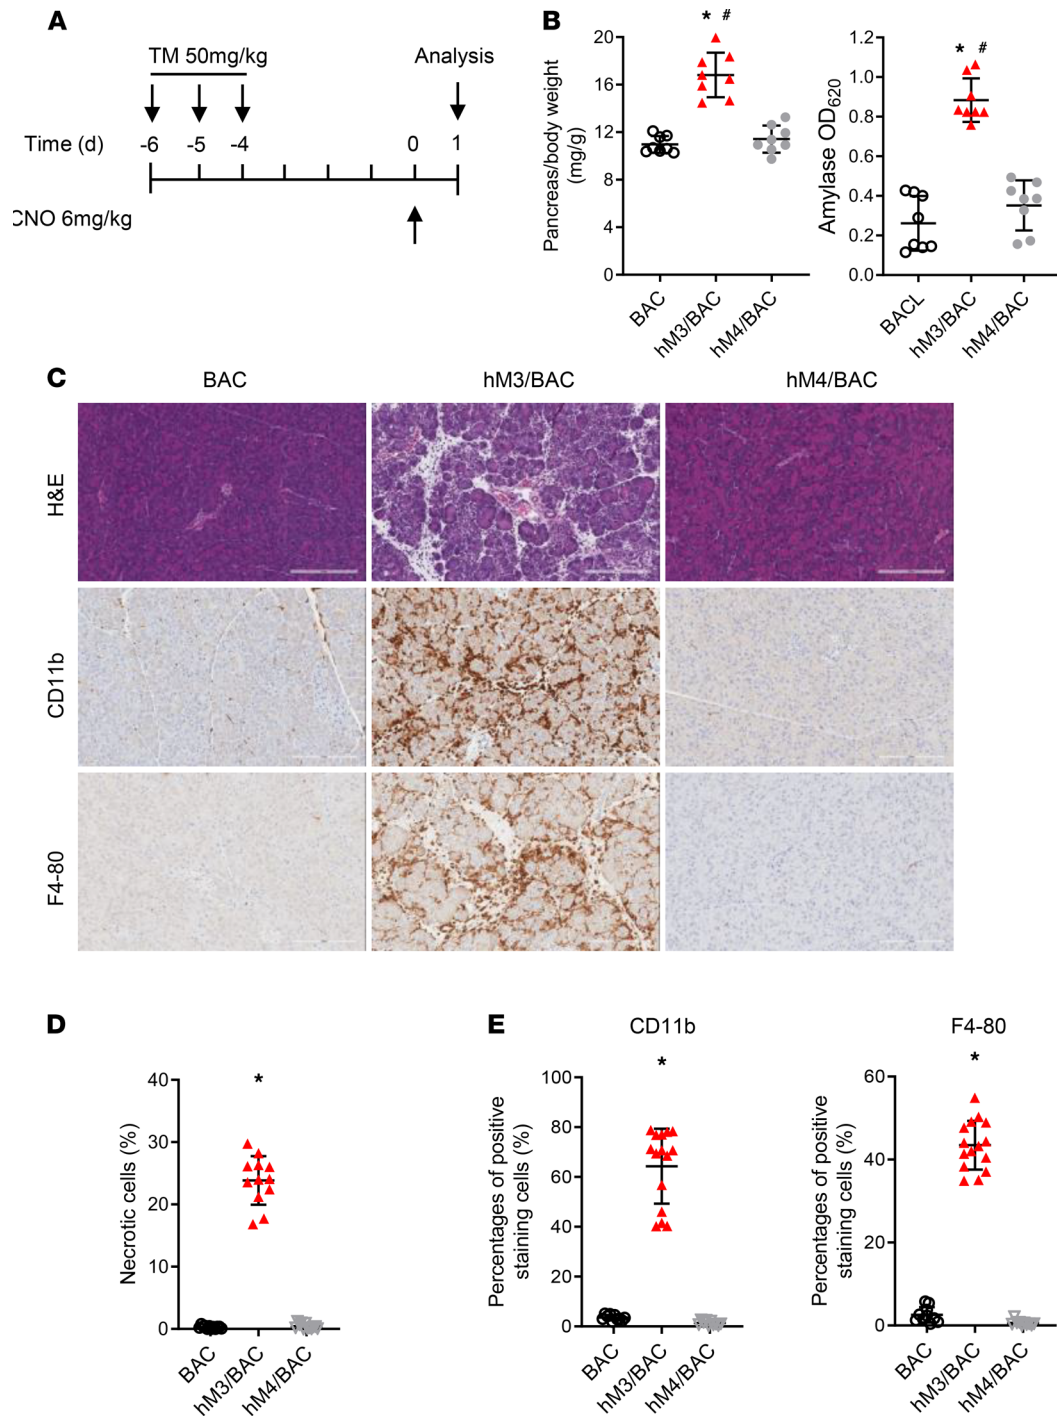 A
TM 50mg/kg
Analysis
Time (d)
-6
-5
-4
0
1
CNO 6mg/kg
B
* #
Pancreas/body weight
(mg/g)
20
16
12
8
4
0
BAC
hM3/BAC
hM4/BAC
* #
Amylase OD620
1.2
1.0
0.8
0.6
0.4
0.2
0.0
BACL
hM3/BAC
hM4/BAC
C
BAC
hM3/BAC
hM4/BAC
H&E
CD11b
F4-80
D
*
Necrotic cells (%)
40
30
20
10
0
BAC
hM3/BAC
hM4/BAC
E
CD11b
*
Percentages of positive
staining cells (%)
100
80
60
40
20
0
BAC
hM3/BAC
hM4/BAC
F4-80
*
Percentages of positive
staining cells (%)
60
40
20
0
BAC
hM3/BAC
hM4/BAC